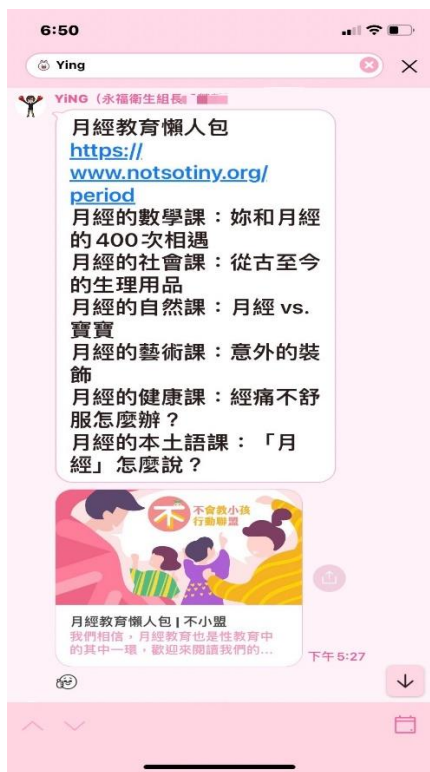 6:50
Ying
YiNG（永福衛生組長
月經教育懶人包
https://
www.notsotiny.org/
period
月經的數學課：妳和月經
的400次相遇
月經的社會課：從古至今
的生理用品
月經的自然課：月經 vs.
寶寶
月經的藝術課：意外的裝
飾
月經的健康課：經痛不舒
服怎麼辦？
月經的本土語課：「月
經」怎麼說？
不
不會教小孩
行動聯盟
月經教育懶人包 | 不小盟
我們相信，月經教育也是性教育中
的其中一環，歡迎來閱讀我們的...
下午 5:27